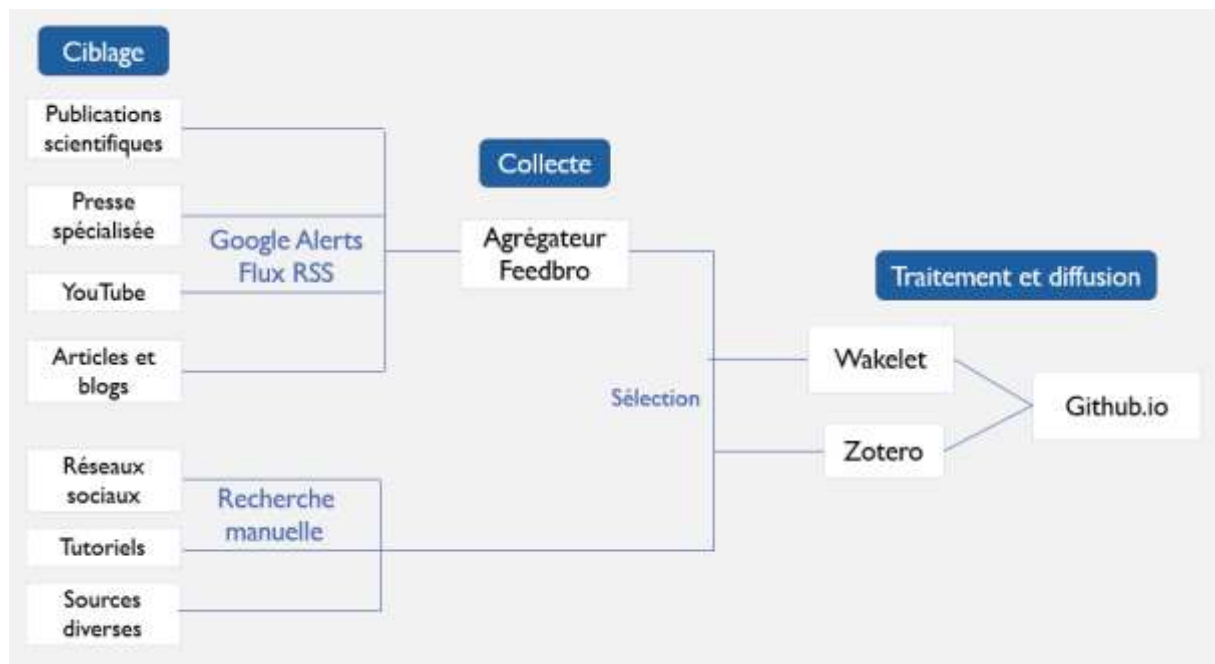 Ciblage
Publications
scientifiques
Presse
spécialisée
YouTube
Articles et
blogs
Réseaux
sociaux
Tutoriels
Sources
diverses
Google Alerts
Flux RSS
Recherche
manuelle
Collecte
Agrégateur
Feedbro
Sélection
Traitement et diffusion
Wakelet
Zotero
Github.io